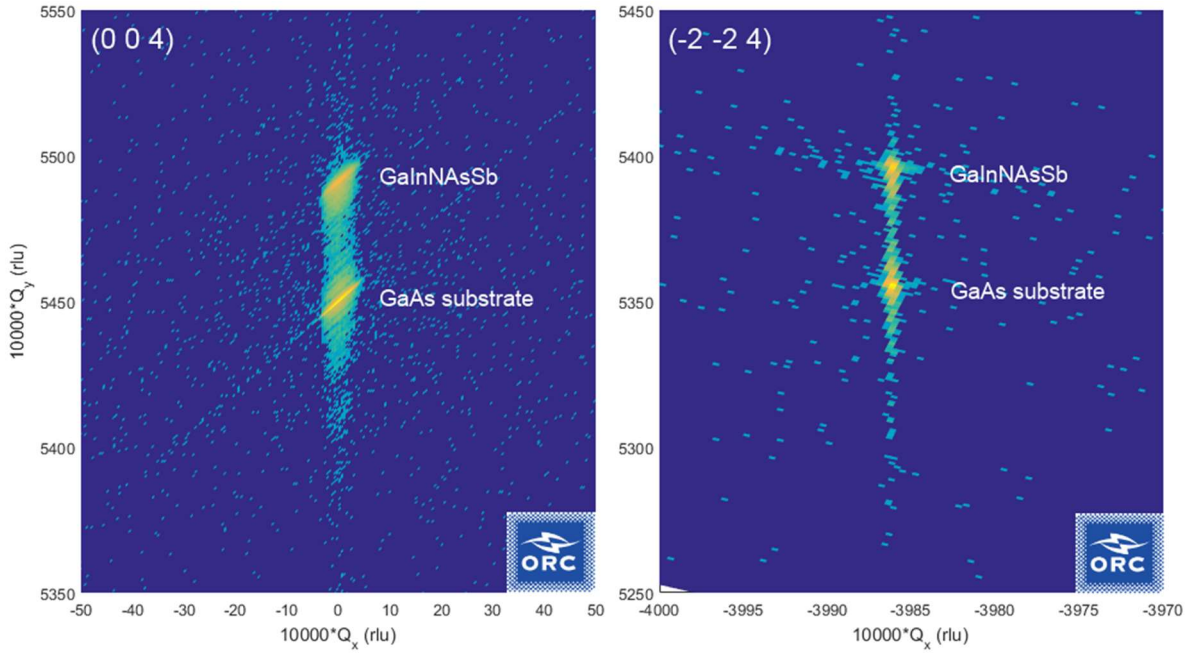 (0 0 4)
5550
5500
5450
5400
5350
10000*Q_y (rlu)
GaInNAsSb
GaAs substrate
ORC
-50 -40 -30 -20 -10 0 10 20 30 40 50
10000*Q_x (rlu)
(-2 -2 4)
5450
5400
5350
5300
5250
GaInNAsSb
GaAs substrate
ORC
-4000 -3995 -3990 -3985 -3980 -3975 -3970
10000*Q_x (rlu)